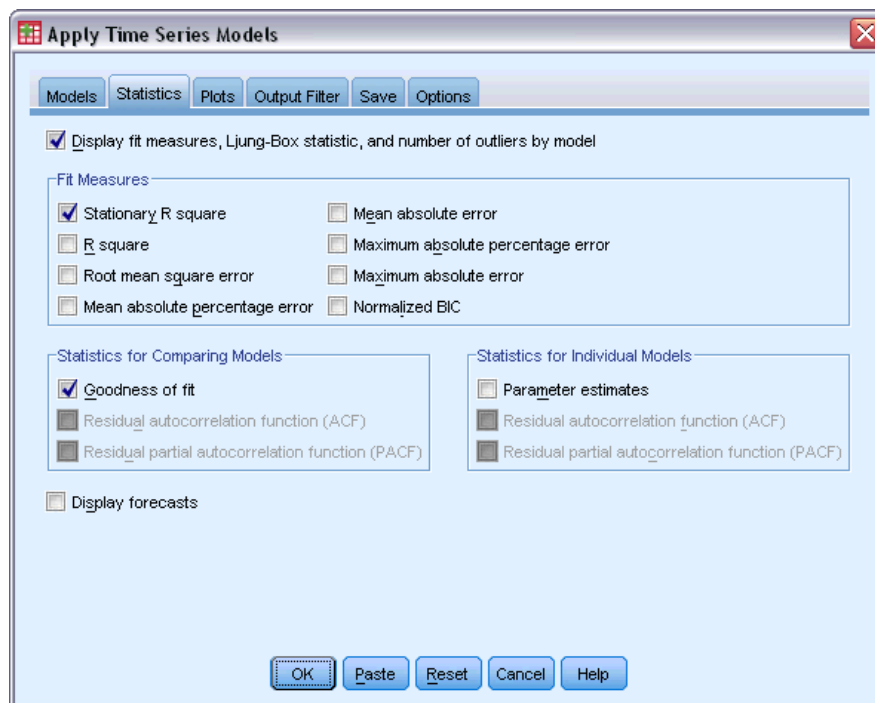 Apply Time Series Models
Models Statistics Plots Output Filter Save Options
Display fit measures, Ljung-Box statistic, and number of outliers by model
Fit Measures
Stationary R square
Mean absolute error
R square
Maximum absolute percentage error
Root mean square error
Maximum absolute error
Mean absolute percentage error
Normalized BIC
Statistics for Comparing Models
Goodness of fit
Residual autocorrelation function (ACF)
Residual partial autocorrelation function (PACF)
Statistics for Individual Models
Parameter estimates
Residual autocorrelation function (ACF)
Residual partial autocorrelation function (PACF)
Display forecasts
OK Paste Reset Cancel Help